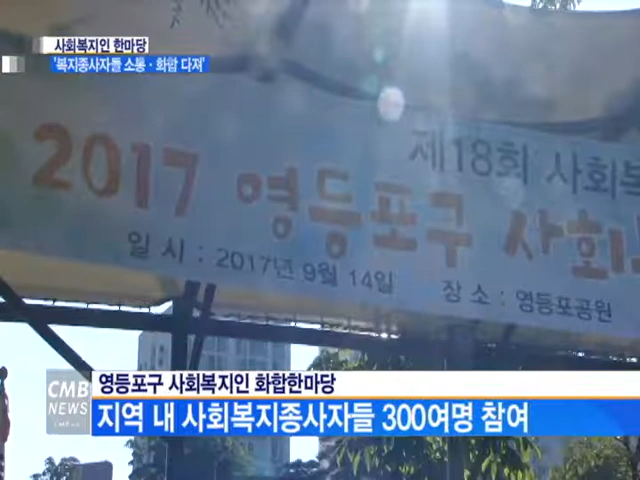 사회복지인 한마당
'복지종사자들 소통·화합 다져'
제18회 사회복
2017 영등포구 사회
일 시 : 2017년 9월 14일 장 소 : 영등포공원
CMB
NEWS
영등포구 사회복지인 화합한마당
지역 내 사회복지종사자들 300여명 참여